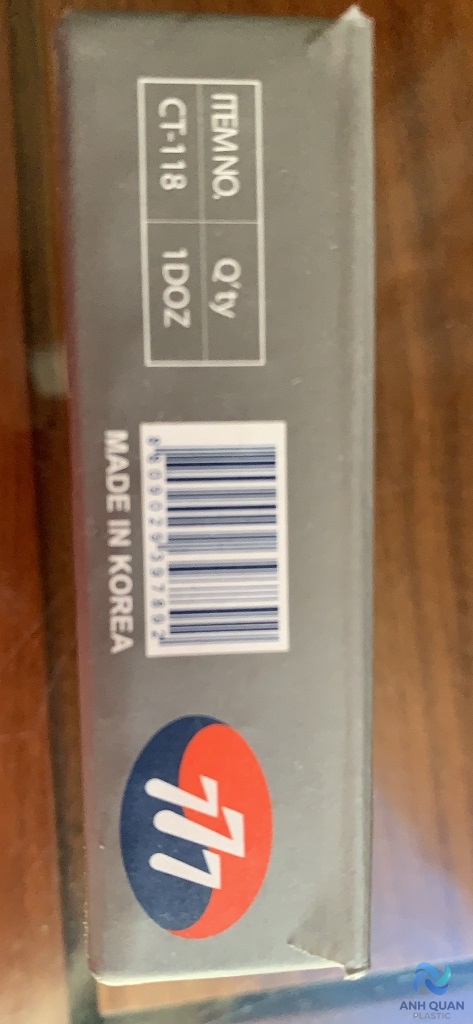 ITEM NO. Q'ty
CT-118 1DOZ
MADE IN KOREA
777
ANH QUAN
PLASTIC